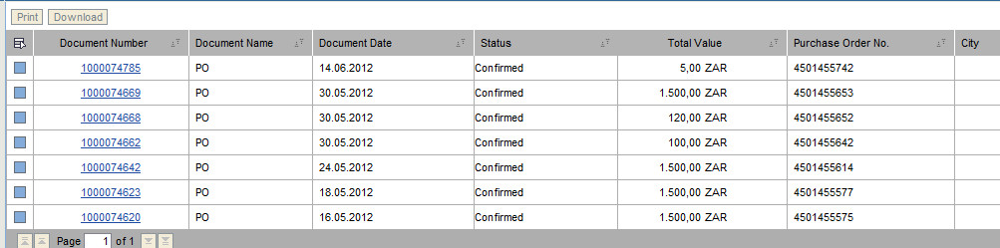 Print Download
Document Number Document Name Document Date Status Total Value Purchase Order No. City
1000074785 PO 14.06.2012 Confirmed 5,00 ZAR 4501455742
1000074669 PO 30.05.2012 Confirmed 1.500,00 ZAR 4501455653
1000074668 PO 30.05.2012 Confirmed 120,00 ZAR 4501455652
1000074662 PO 30.05.2012 Confirmed 100,00 ZAR 4501455642
1000074642 PO 24.05.2012 Confirmed 1.500,00 ZAR 4501455614
1000074623 PO 18.05.2012 Confirmed 1.500,00 ZAR 4501455577
1000074620 PO 16.05.2012 Confirmed 1.500,00 ZAR 4501455575
Page 1 of 1